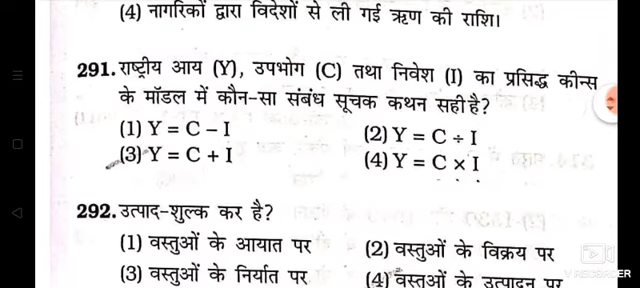 (4) नागरिकों द्वारा विदेशों से ली गई ऋण की राशि।
291. राष्ट्रीय आय (Y), उपभोग (C) तथा निवेश (I) का प्रसिद्ध कीन्स
के मॉडल में कौन-सा संबंध सूचक कथन सही है?
(1) Y = C – I (2) Y = C ÷ I
(3) Y = C + I (4) Y = C × I
292. उत्पाद-शुल्क कर है?
(1) वस्तुओं के आयात पर (2) वस्तुओं के विक्रय पर
(3) वस्तुओं के निर्यात पर (4) वस्तुओं के उत्पादन पर
RECORDER